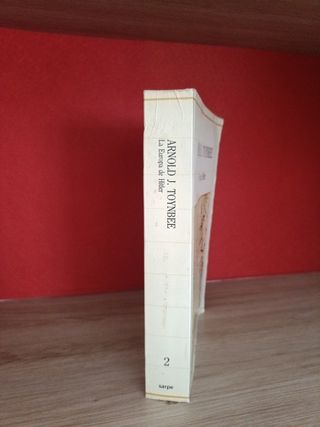 ARNOLD J. TOYNBEE
La Europa de Hitler
2
sarpe